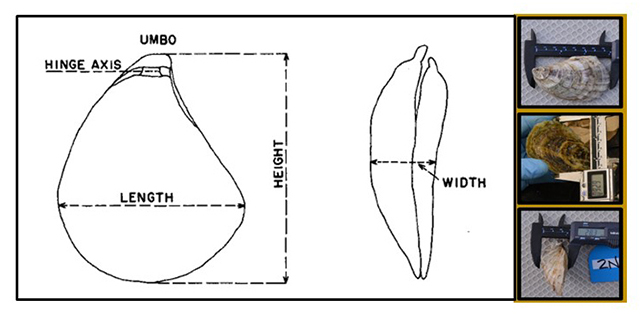 UMBO
HINGE AXIS
LENGTH
HEIGHT
WIDTH
2N